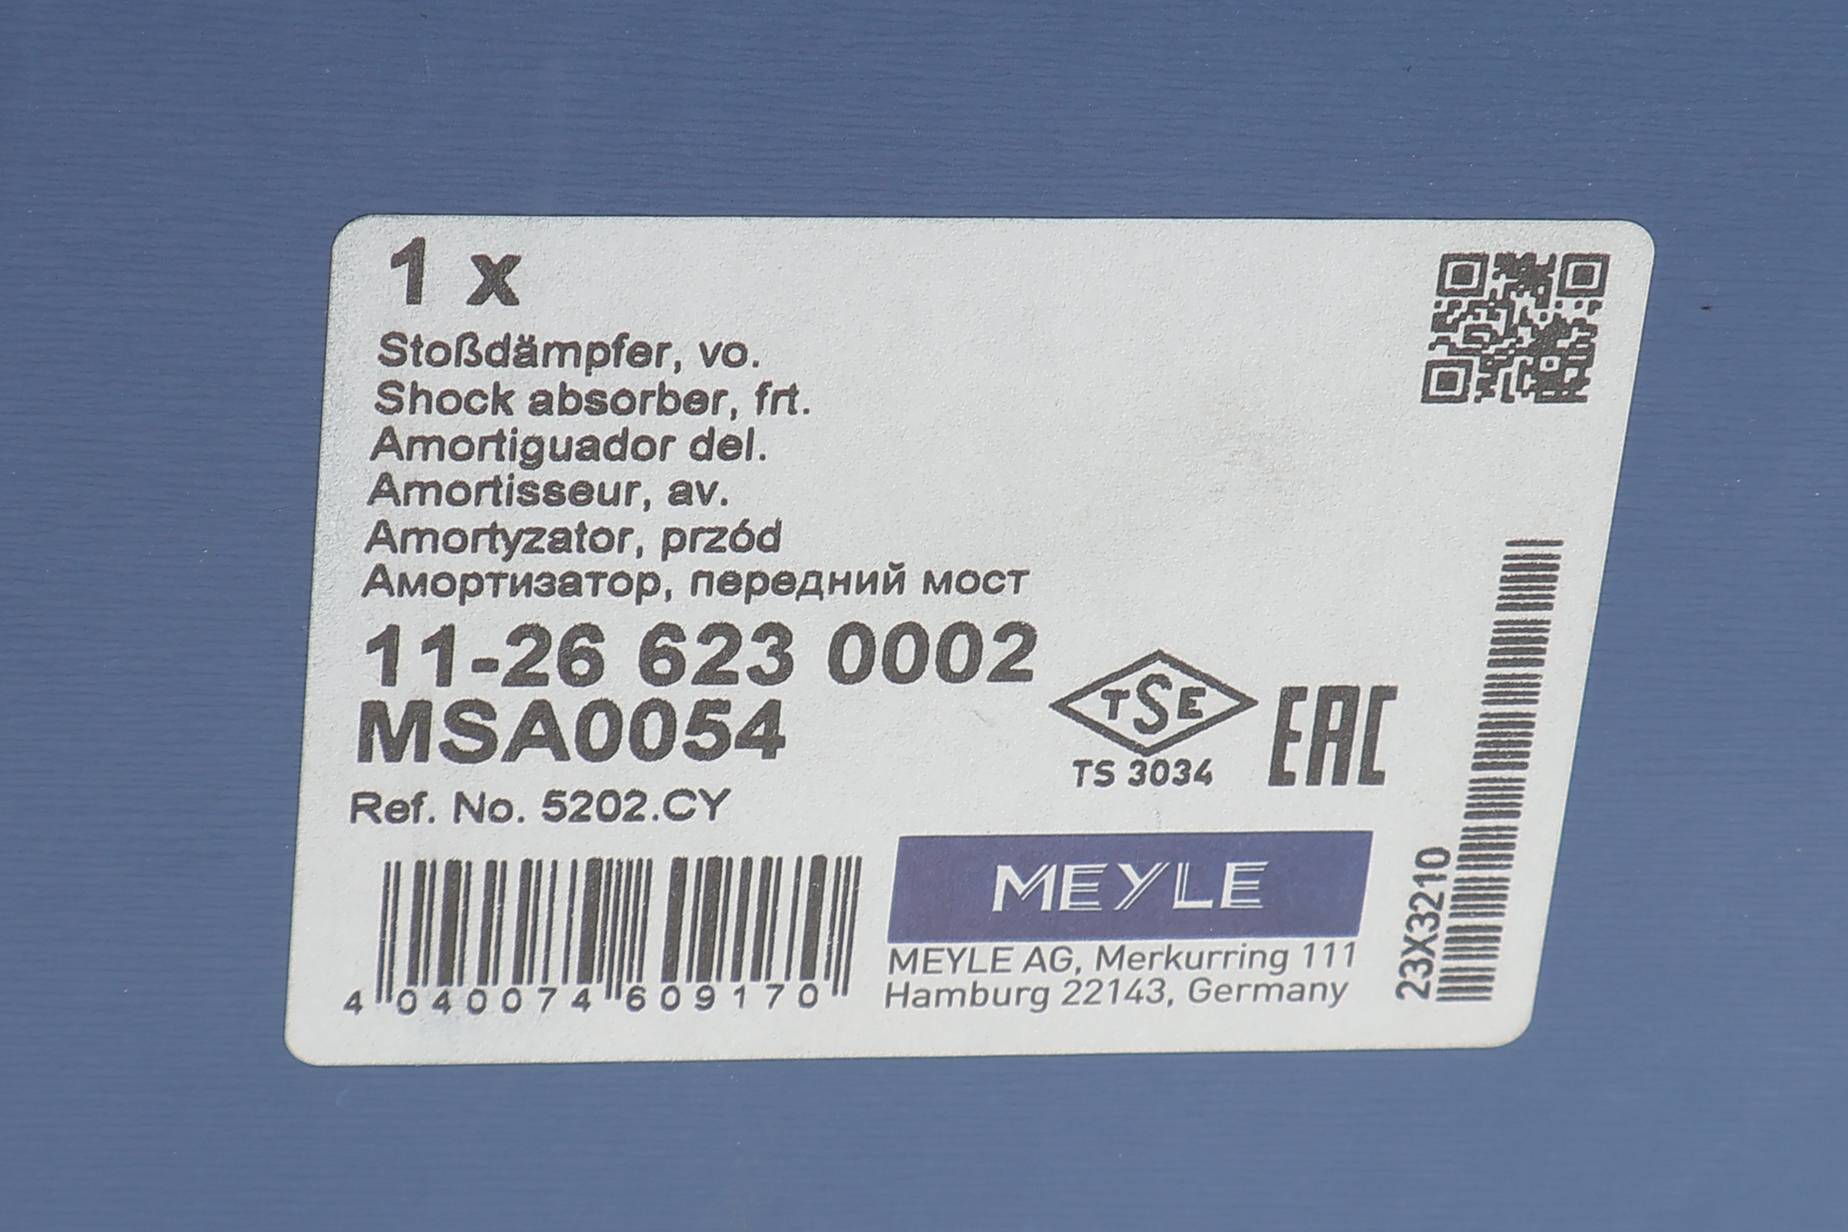 1 x
Stoßdämpfer, vo.
Shock absorber, frt.
Amortiguador del.
Amortisseur, av.
Amortyzator, przód
Амортизатор, передний мост
11-26 623 0002
MSA0054
TSE
TS 3034
EAC
Ref. No. 5202.CY
4 040074 609170
MEYLE
MEYLE AG, Merkurring 111
Hamburg 22143, Germany
23X3210